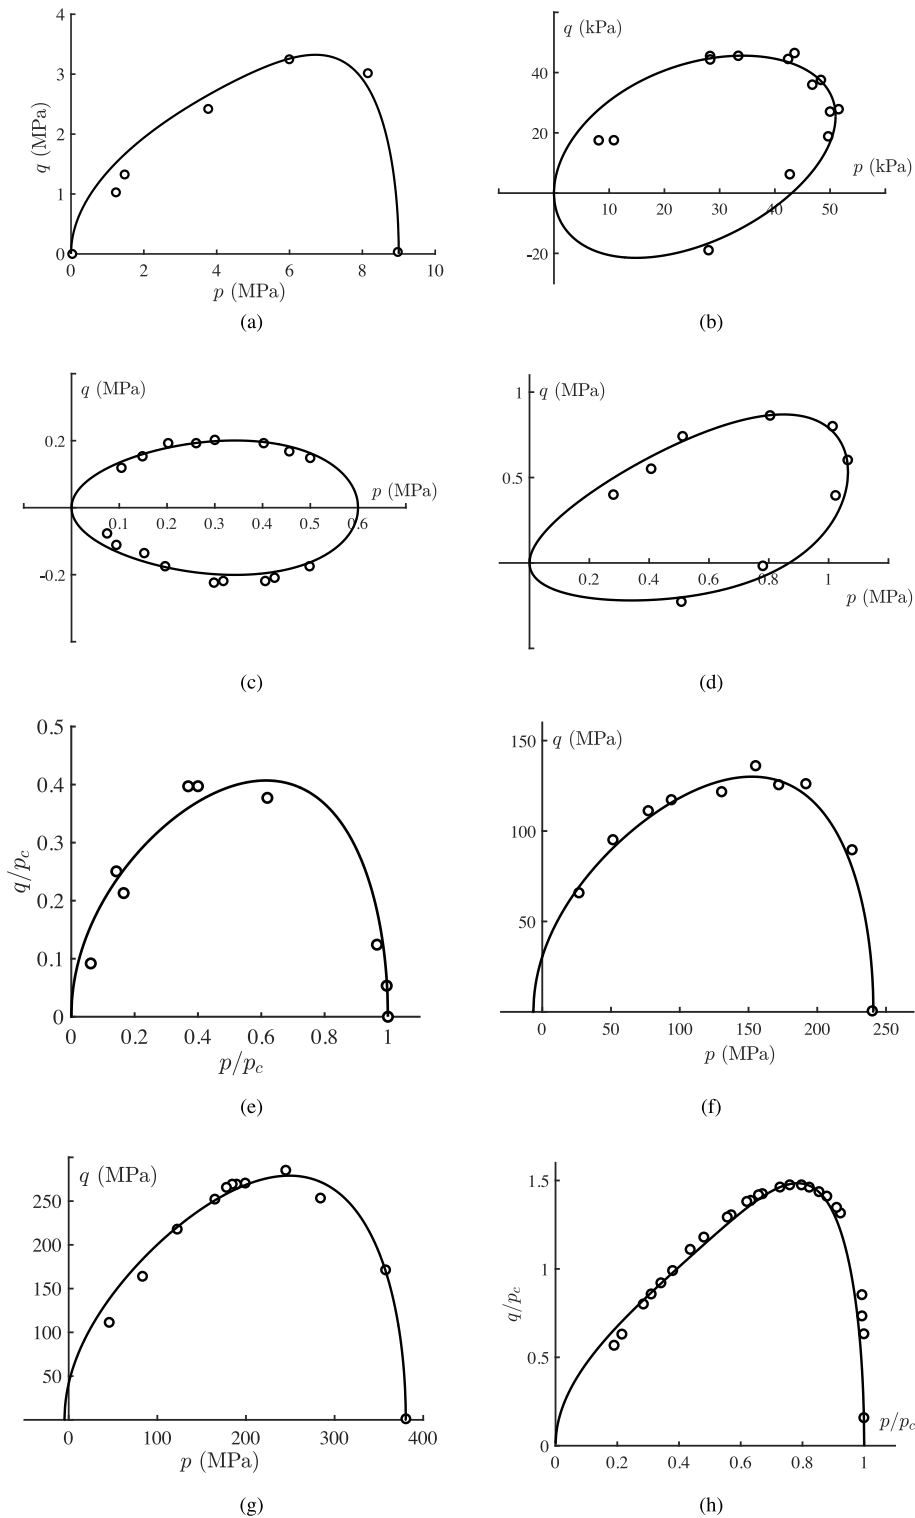 4
3
2
1
0
q (MPa)
0 2 4 6 8 10
p (MPa)
(a)
q (kPa)
40
20
-20
p (kPa)
10 20 30 40 50
(b)
q (MPa)
0.2
-0.2
p (MPa)
0.1 0.2 0.3 0.4 0.5 0.6
(c)
1
q (MPa)
0.5
0.2 0.4 0.6 0.8 1
p (MPa)
(d)
0.5
0.4
0.3
0.2
0.1
0
q/pc
0 0.2 0.4 0.6 0.8 1
p/pc
(e)
150
q (MPa)
100
50
0 50 100 150 200 250
p (MPa)
(f)
q (MPa)
250
200
150
100
50
0 100 200 300 400
p (MPa)
(g)
1.5
1
0.5
0
q/pc
p/pc
0 0.2 0.4 0.6 0.8 1
(h)